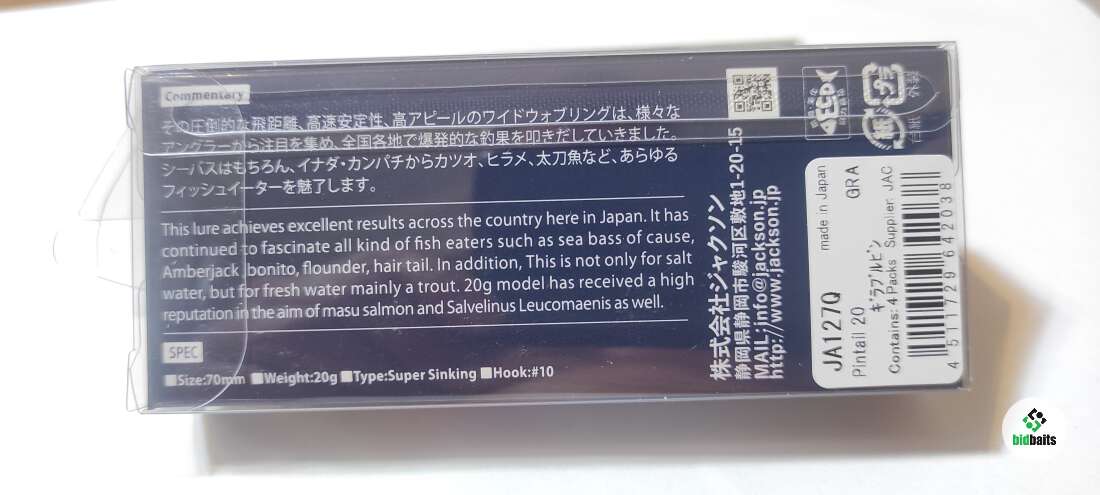 Commentary
その圧倒的な飛距離、高速安定性、高アピールのワイドウォブリングは、様々な
アングラーから注目を集め、全国各地で爆発的な釣果を叩きだしていきました。
シーバスはもちろん、イナダ・カンパチからカツオ、ヒラメ、太刀魚など、あらゆる
フィッシュイーターを魅了します。
This lure achieves excellent results across the country here in Japan. It has
continued to fascinate all kind of fish eaters such as sea bass of cause,
Amberjack ,bonito, flounder, hair tail. In addition, This is not only for salt
water, but for fresh water mainly a trout. 20g model has received a high
reputation in the aim of masu salmon and Salvelinus Leucomaenis as well.
SPEC
■Size:70mm ■Weight:20g ■Type:Super Sinking ■Hook:#10
株式会社ジャクソン
静岡県静岡市駿河区敷地1-20-15
MAIL:info@jackson.jp
http://www.jackson.jp
プラ
外装
紙
台紙
JA127Q made in Japan
Pintail 20 GRA
ギラブルピン
Contains: 4 Packs Supplier: JAC
4 511729 642038
bidbaits